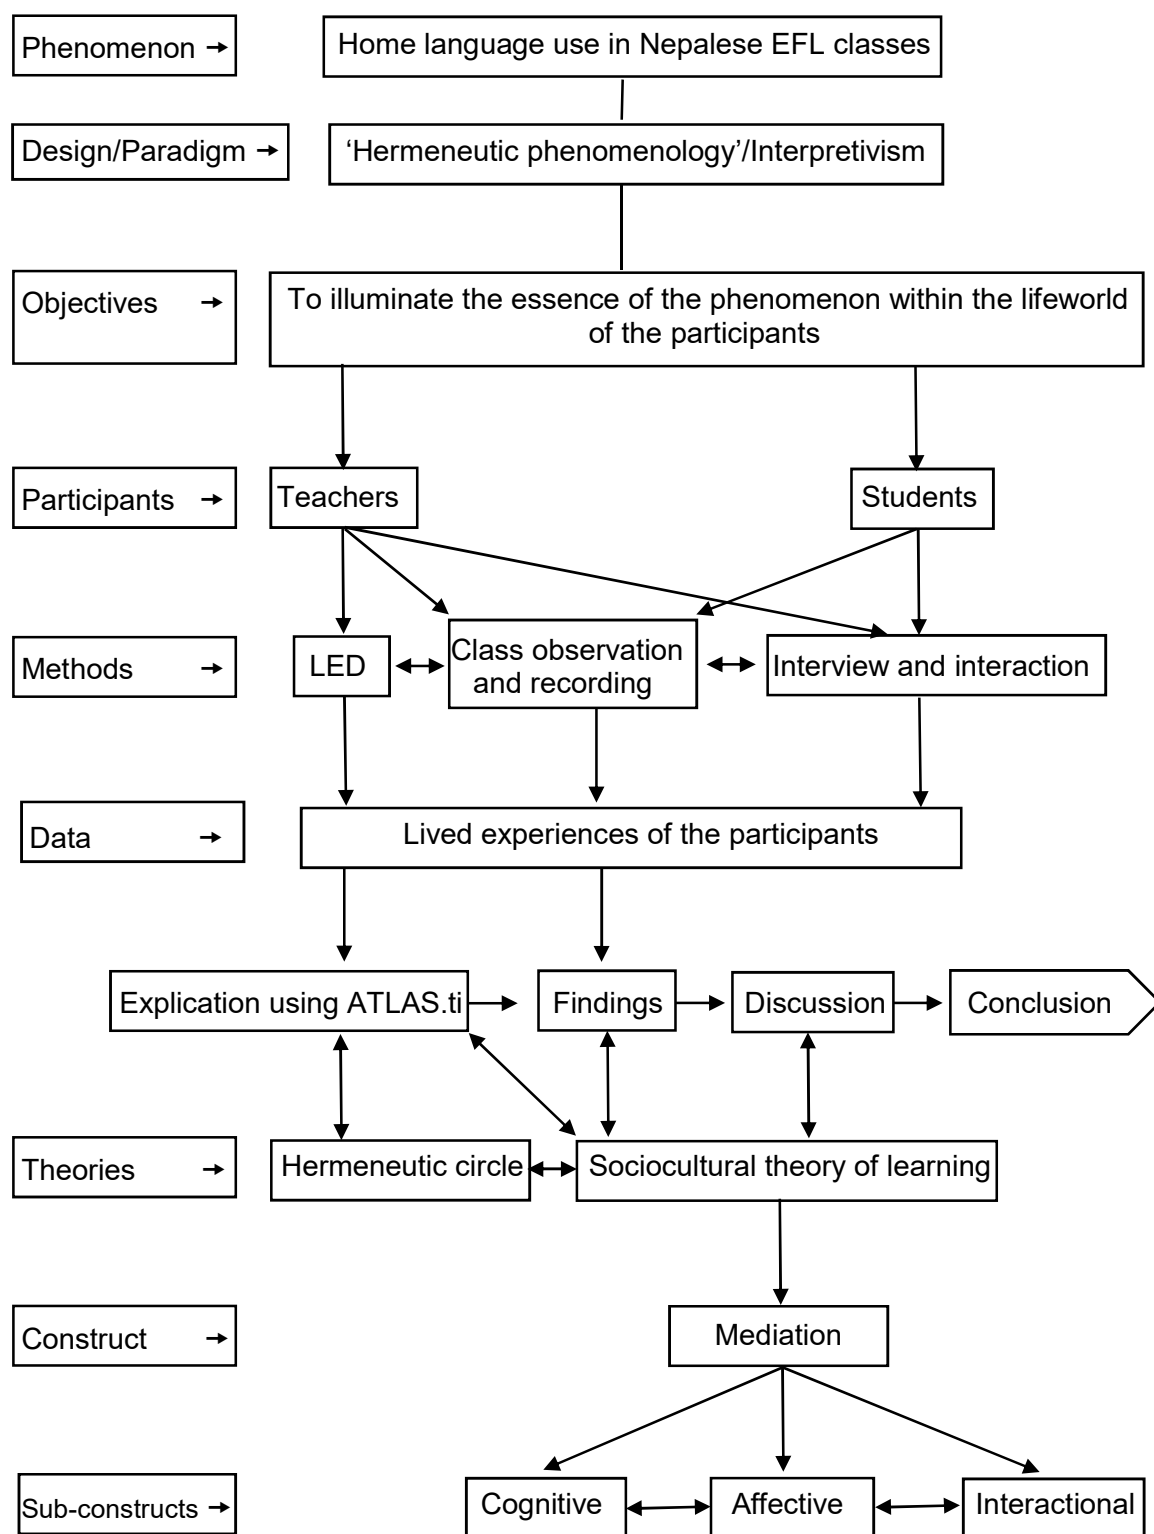 Phenomenon →
Home language use in Nepalese EFL classes
Design/Paradigm →
‘Hermeneutic phenomenology’/Interpretivism
Objectives →
To illuminate the essence of the phenomenon within the lifeworld
of the participants
Participants →
Teachers
Students
Methods →
LED
Class observation
and recording
Interview and interaction
Data →
Lived experiences of the participants
Explication using ATLAS.ti
Findings
Discussion
Conclusion
Theories →
Hermeneutic circle
Sociocultural theory of learning
Construct →
Mediation
Sub-constructs →
Cognitive
Affective
Interactional